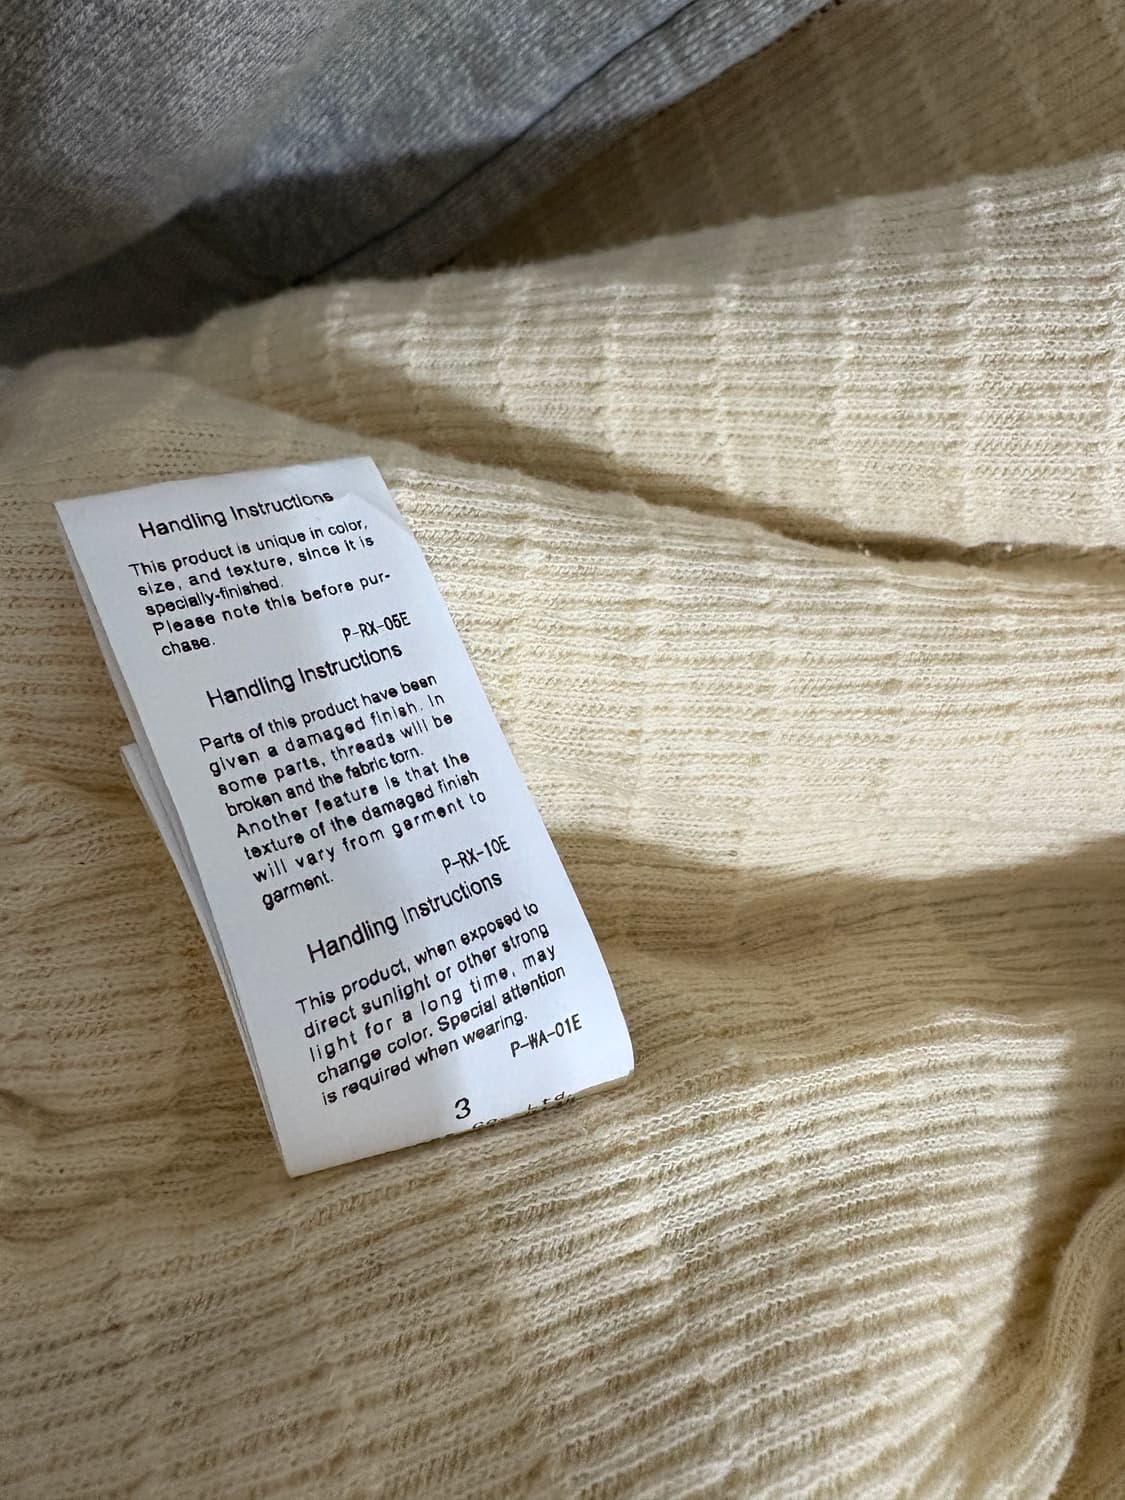 Handling Instructions
This product is unique in color,
size, and texture, since it is
specially-finished.
Please note this before pur-
chase.
P-RX-05E
Handling Instructions
Parts of this product have been
given a damaged finish. In
some parts, threads will be
broken and the fabric torn.
Another feature is that the
texture of the damaged finish
will vary from garment to
garment.
P-RX-10E
Handling Instructions
This product, when exposed to
direct sunlight or other strong
light for a long time, may
change color. Special attention
is required when wearing.
P-WA-01E
3
Ltd.